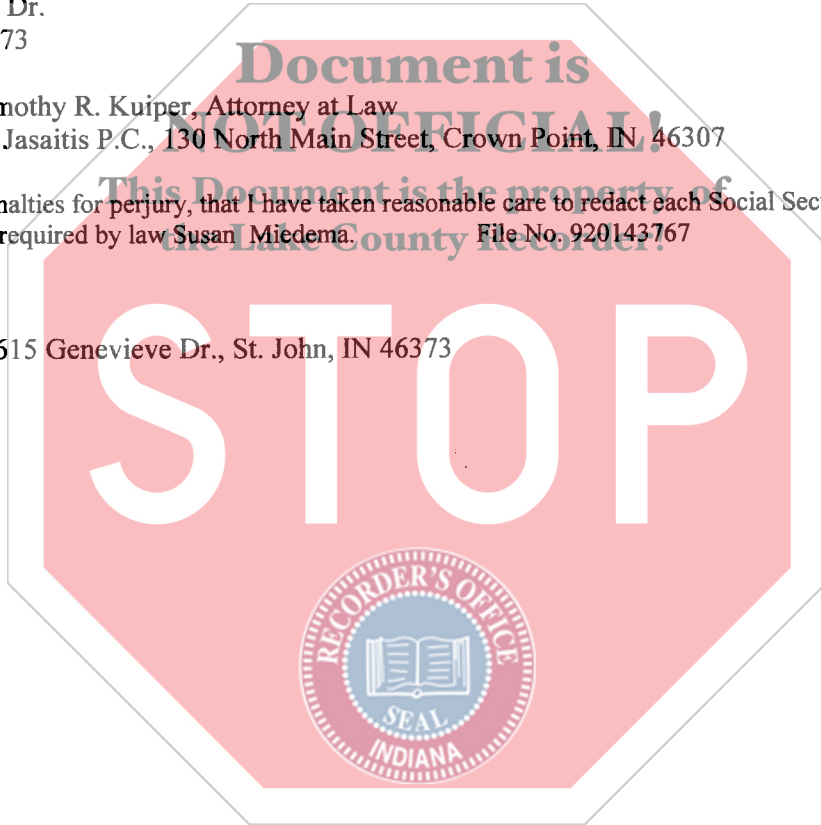 Dr.
73
Document is
mothy R. Kuiper, Attorney at Law
NOT OFFICIAL!
Jasaitis P.C., 130 North Main Street, Crown Point, IN 46307
This Document is the property of
nalties for perjury, that I have taken reasonable care to redact each Social Sec
the Lake County Recorder!
required by law Susan Miedema. File No. 920143767
615 Genevieve Dr., St. John, IN 46373
STOP
RECORDER'S OFFICE
SEAL
INDIANA